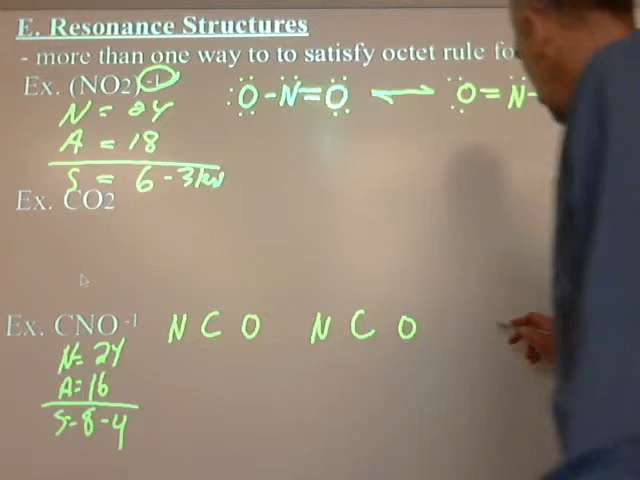 E. Resonance Structures
- more than one way to to satisfy octet rule fo
Ex. (NO2) -1
O - N = O ⟷ O = N -
N = 24
A = 18
S = 6 - 3
Ex. CO2
Ex. CNO -1 N C O N C O
N = 24
A = 16
S = 8 - 4